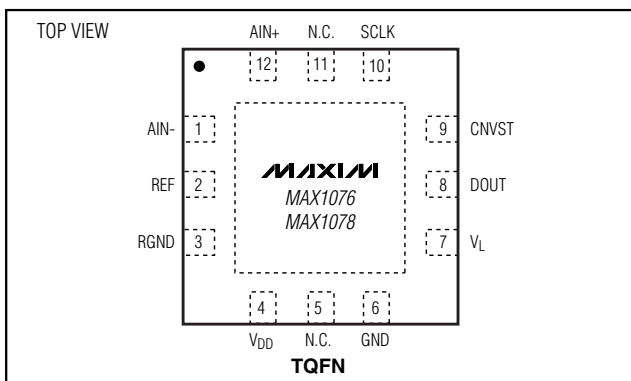 TOP VIEW
AIN+ N.C. SCLK
12 11 10
AIN- 1 9 CNVST
MAXIM
REF 2 MAX1076 8 DOUT
MAX1078
RGND 3 7 VL
4 5 6
VDD N.C. GND
TQFN